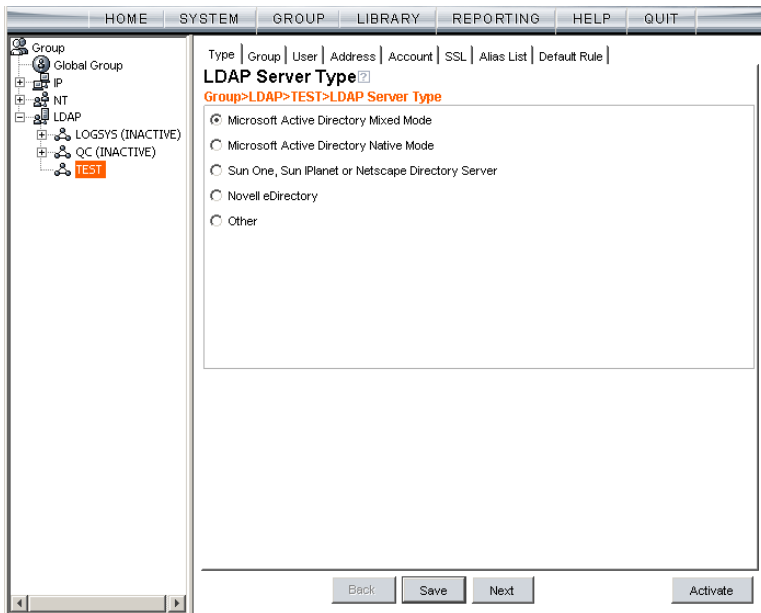 HOME SYSTEM GROUP LIBRARY REPORTING HELP QUIT
Group
Global Group
IP
NT
LDAP
LOGSYS (INACTIVE)
QC (INACTIVE)
TEST
Type Group User Address Account SSL Alias List Default Rule
LDAP Server Type ?
Group>LDAP>TEST>LDAP Server Type
Microsoft Active Directory Mixed Mode
Microsoft Active Directory Native Mode
Sun One, Sun IPlanet or Netscape Directory Server
Novell eDirectory
Other
Back Save Next Activate